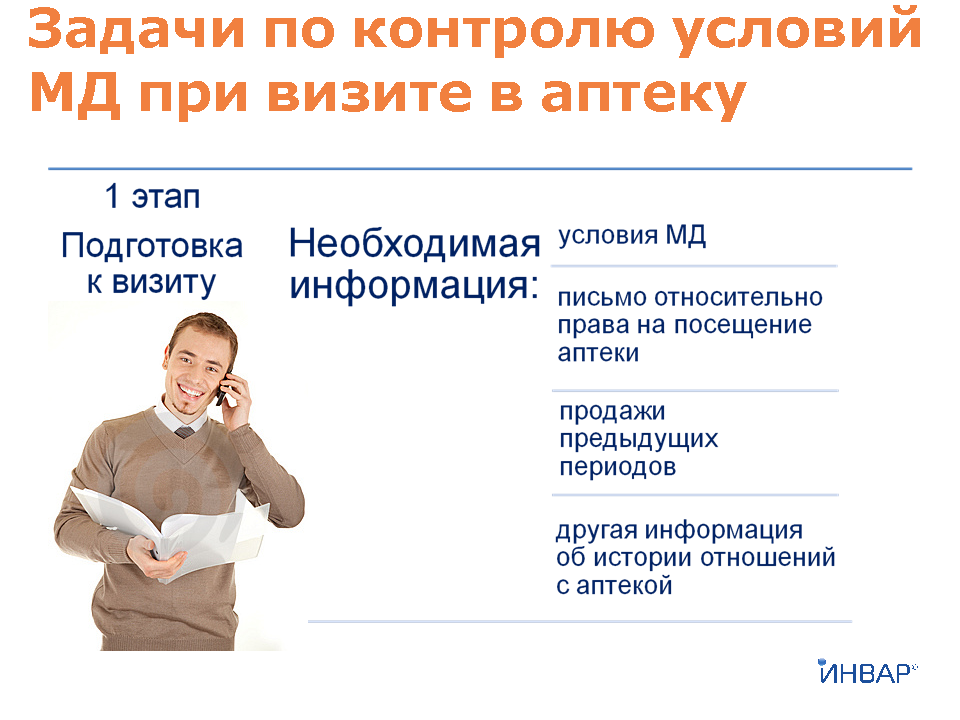 Задачи по контролю условий
МД при визите в аптеку
1 этап
Подготовка
к визиту
Необходимая
информация:
условия МД
письмо относительно
права на посещение
аптеки
продажи
предыдущих
периодов
другая информация
об истории отношений
с аптекой
ИНВАР